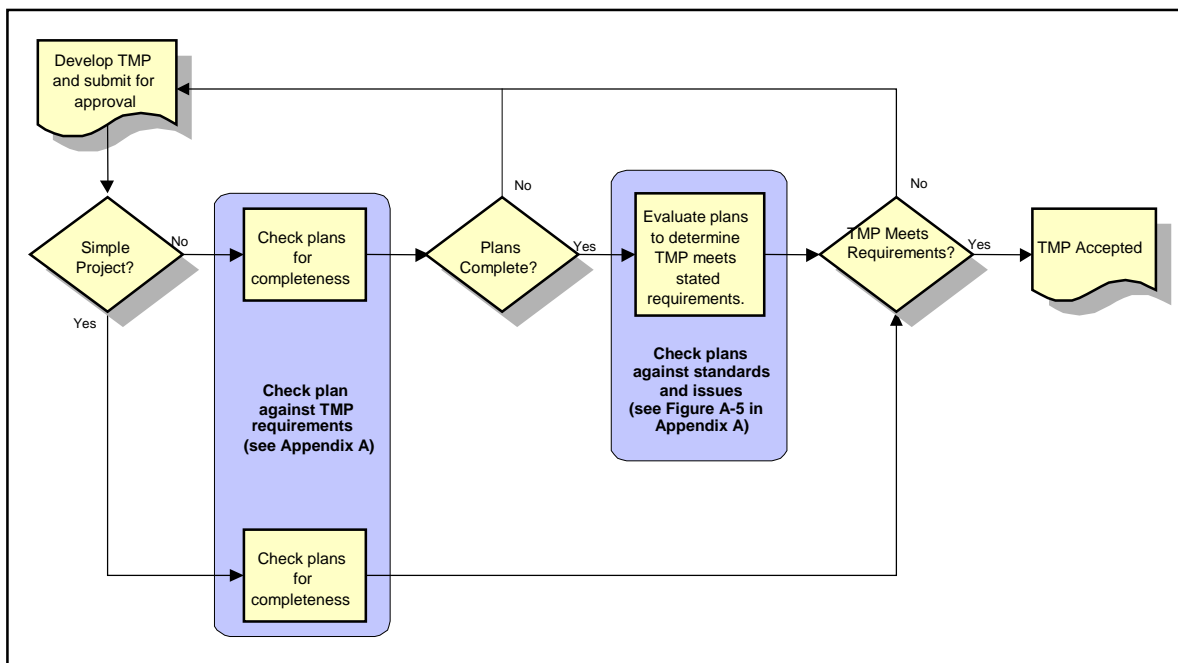 Develop TMP
and submit for
approval
No
No
Simple
Project?
No
Yes
Check plans
for
completeness
Plans
Complete?
Yes
Evaluate plans
to determine
TMP meets
stated
requirements.
TMP Meets
Requirements?
Yes
TMP Accepted
Check plan
against TMP
requirements
(see Appendix A)
Check plans
against standards
and issues
(see Figure A-5 in
Appendix A)
Check plans
for
completeness